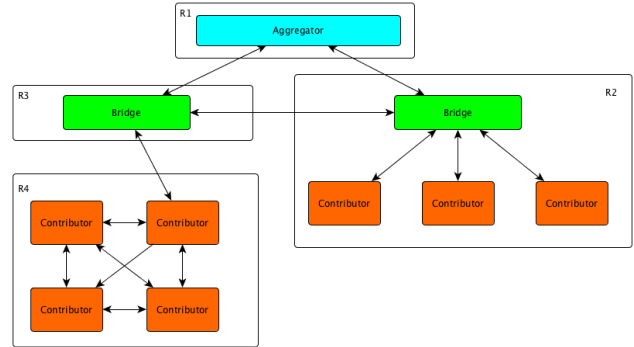 R1
Aggregator
R3
Bridge
R2
Bridge
Contributor
Contributor
Contributor
R4
Contributor
Contributor
Contributor
Contributor